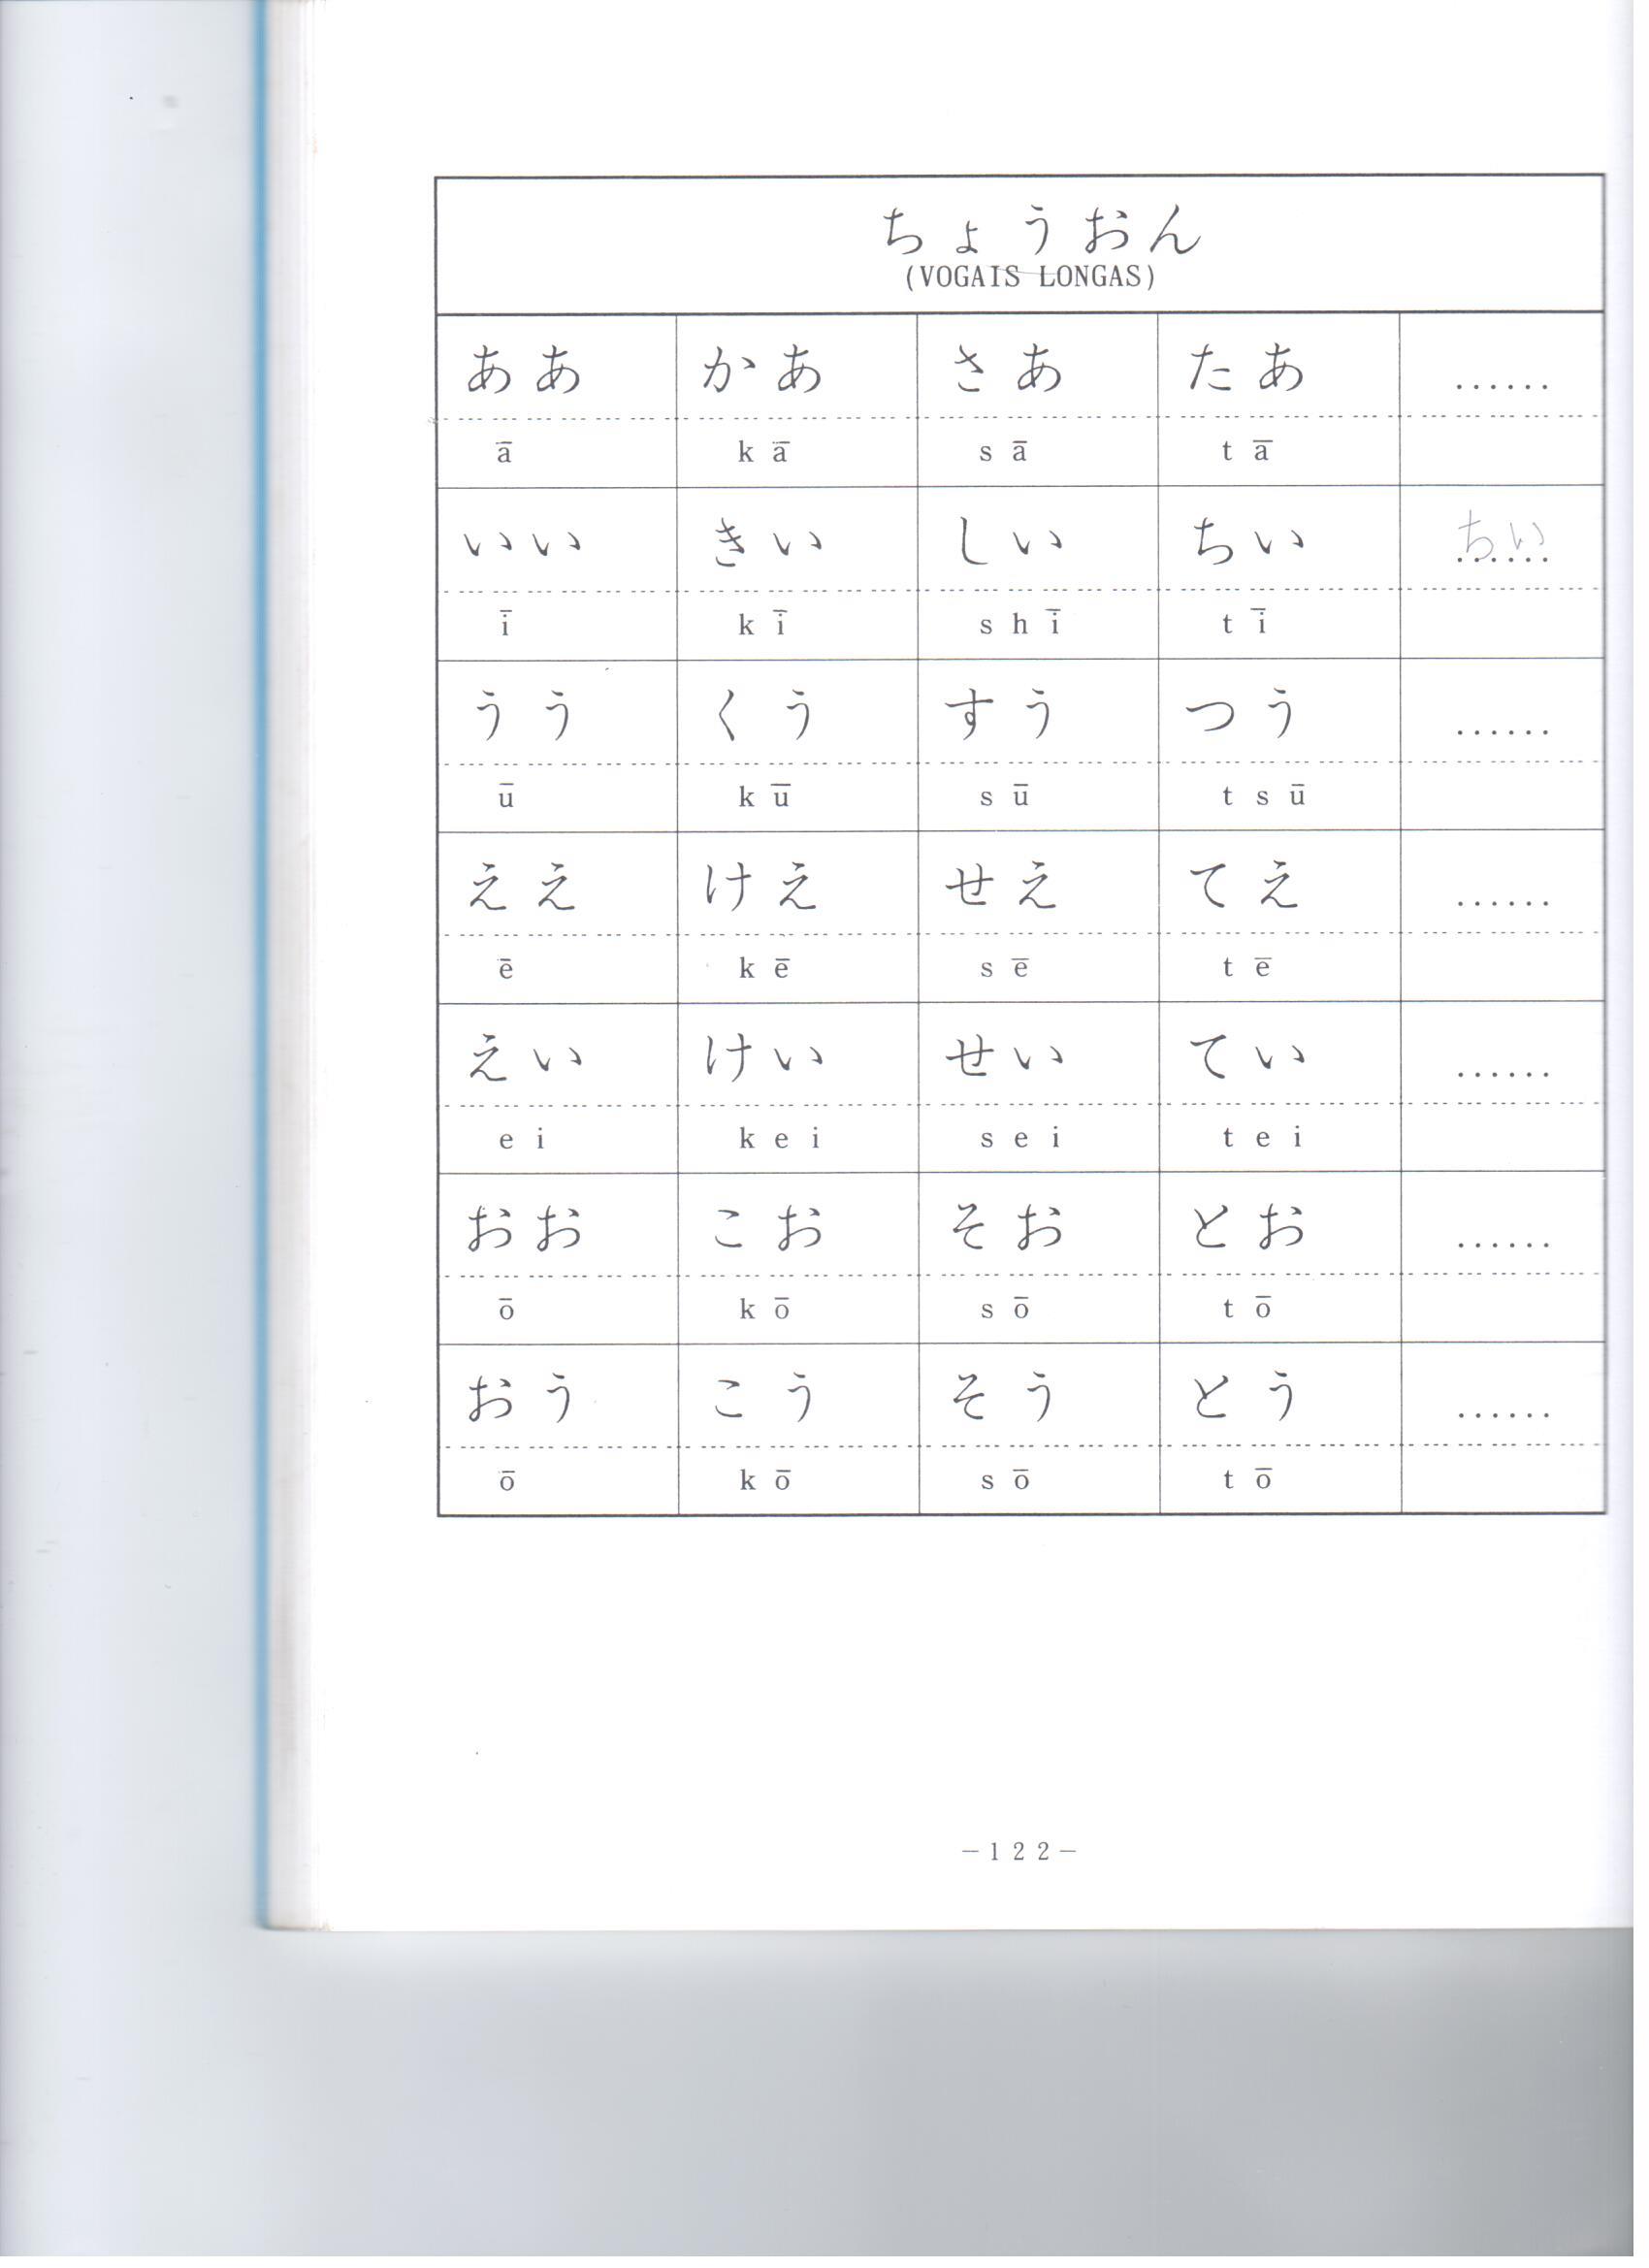 ちょうおん
(VOGAIS LONGAS)
ああ かあ さあ たあ ......
ā kā sā tā
いい きい しい ちい ちい ......
ī kī shī tī
うう くう すう つう ......
ū kū sū tsū
ええ けえ せえ てえ ......
ē kē sē tē
えい けい せい てい ......
ei kei sei tei
おお こお そお とお ......
ō kō sō tō
おう こう そう とう ......
ō kō sō tō
－122－